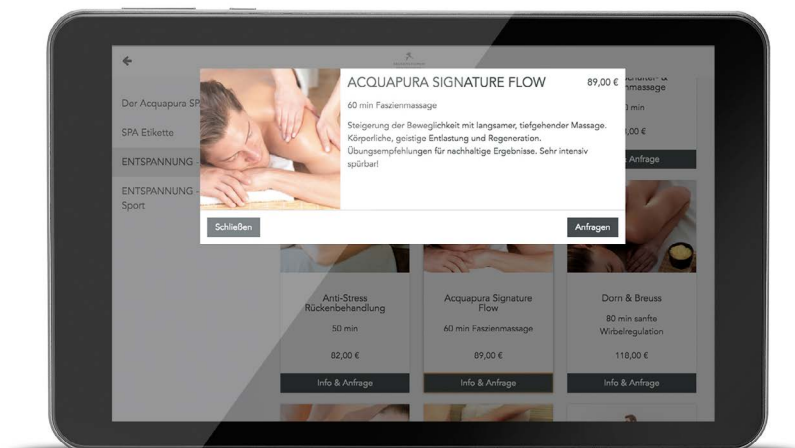 ACQUAPURA SIGNATURE FLOW
89,00 €
60 min Faszienmassage
Steigerung der Beweglichkeit mit langsamer, tiefgehender Massage.
Körperliche, geistige Entlastung und Regeneration.
Übungsempfehlungen für nachhaltige Ergebnisse. Sehr intensiv
spürbar!
Schließen
Anfragen
Der Acquapura SP
SPA Etikette
ENTSPANNUNG
ENTSPANNUNG -
Sport
& Anfrage
Anti-Stress
Rückenbehandlung
50 min
82,00 €
Info & Anfrage
Acquapura Signature
Flow
60 min Faszienmassage
89,00 €
Info & Anfrage
Dorn & Breuss
80 min sanfte
Wirbelregulation
118,00 €
Info & Anfrage